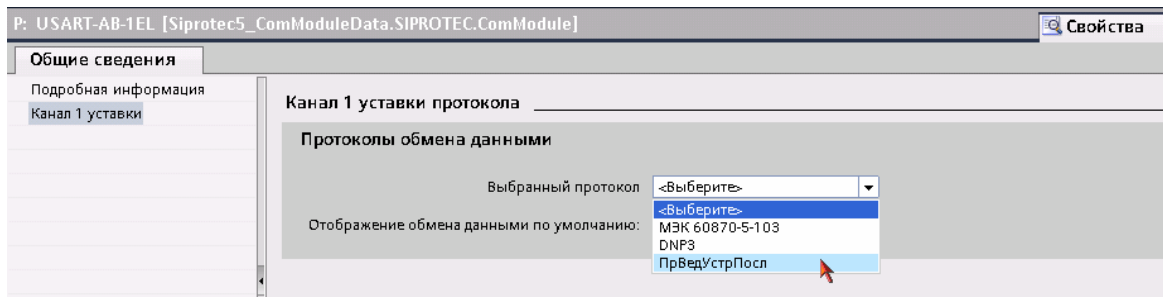 P: USART-AB-1EL [Siprotec5_ComModuleData.SIPROTEC.ComModule]
Свойства
Общие сведения
Подробная информация
Канал 1 уставки
Канал 1 уставки протокола
Протоколы обмена данными
Выбранный протокол <Выберите>
<Выберите>
Отображение обмена данными по умолчанию:
МЭК 60870-5-103
DNP3
ПрВедУстрПосл